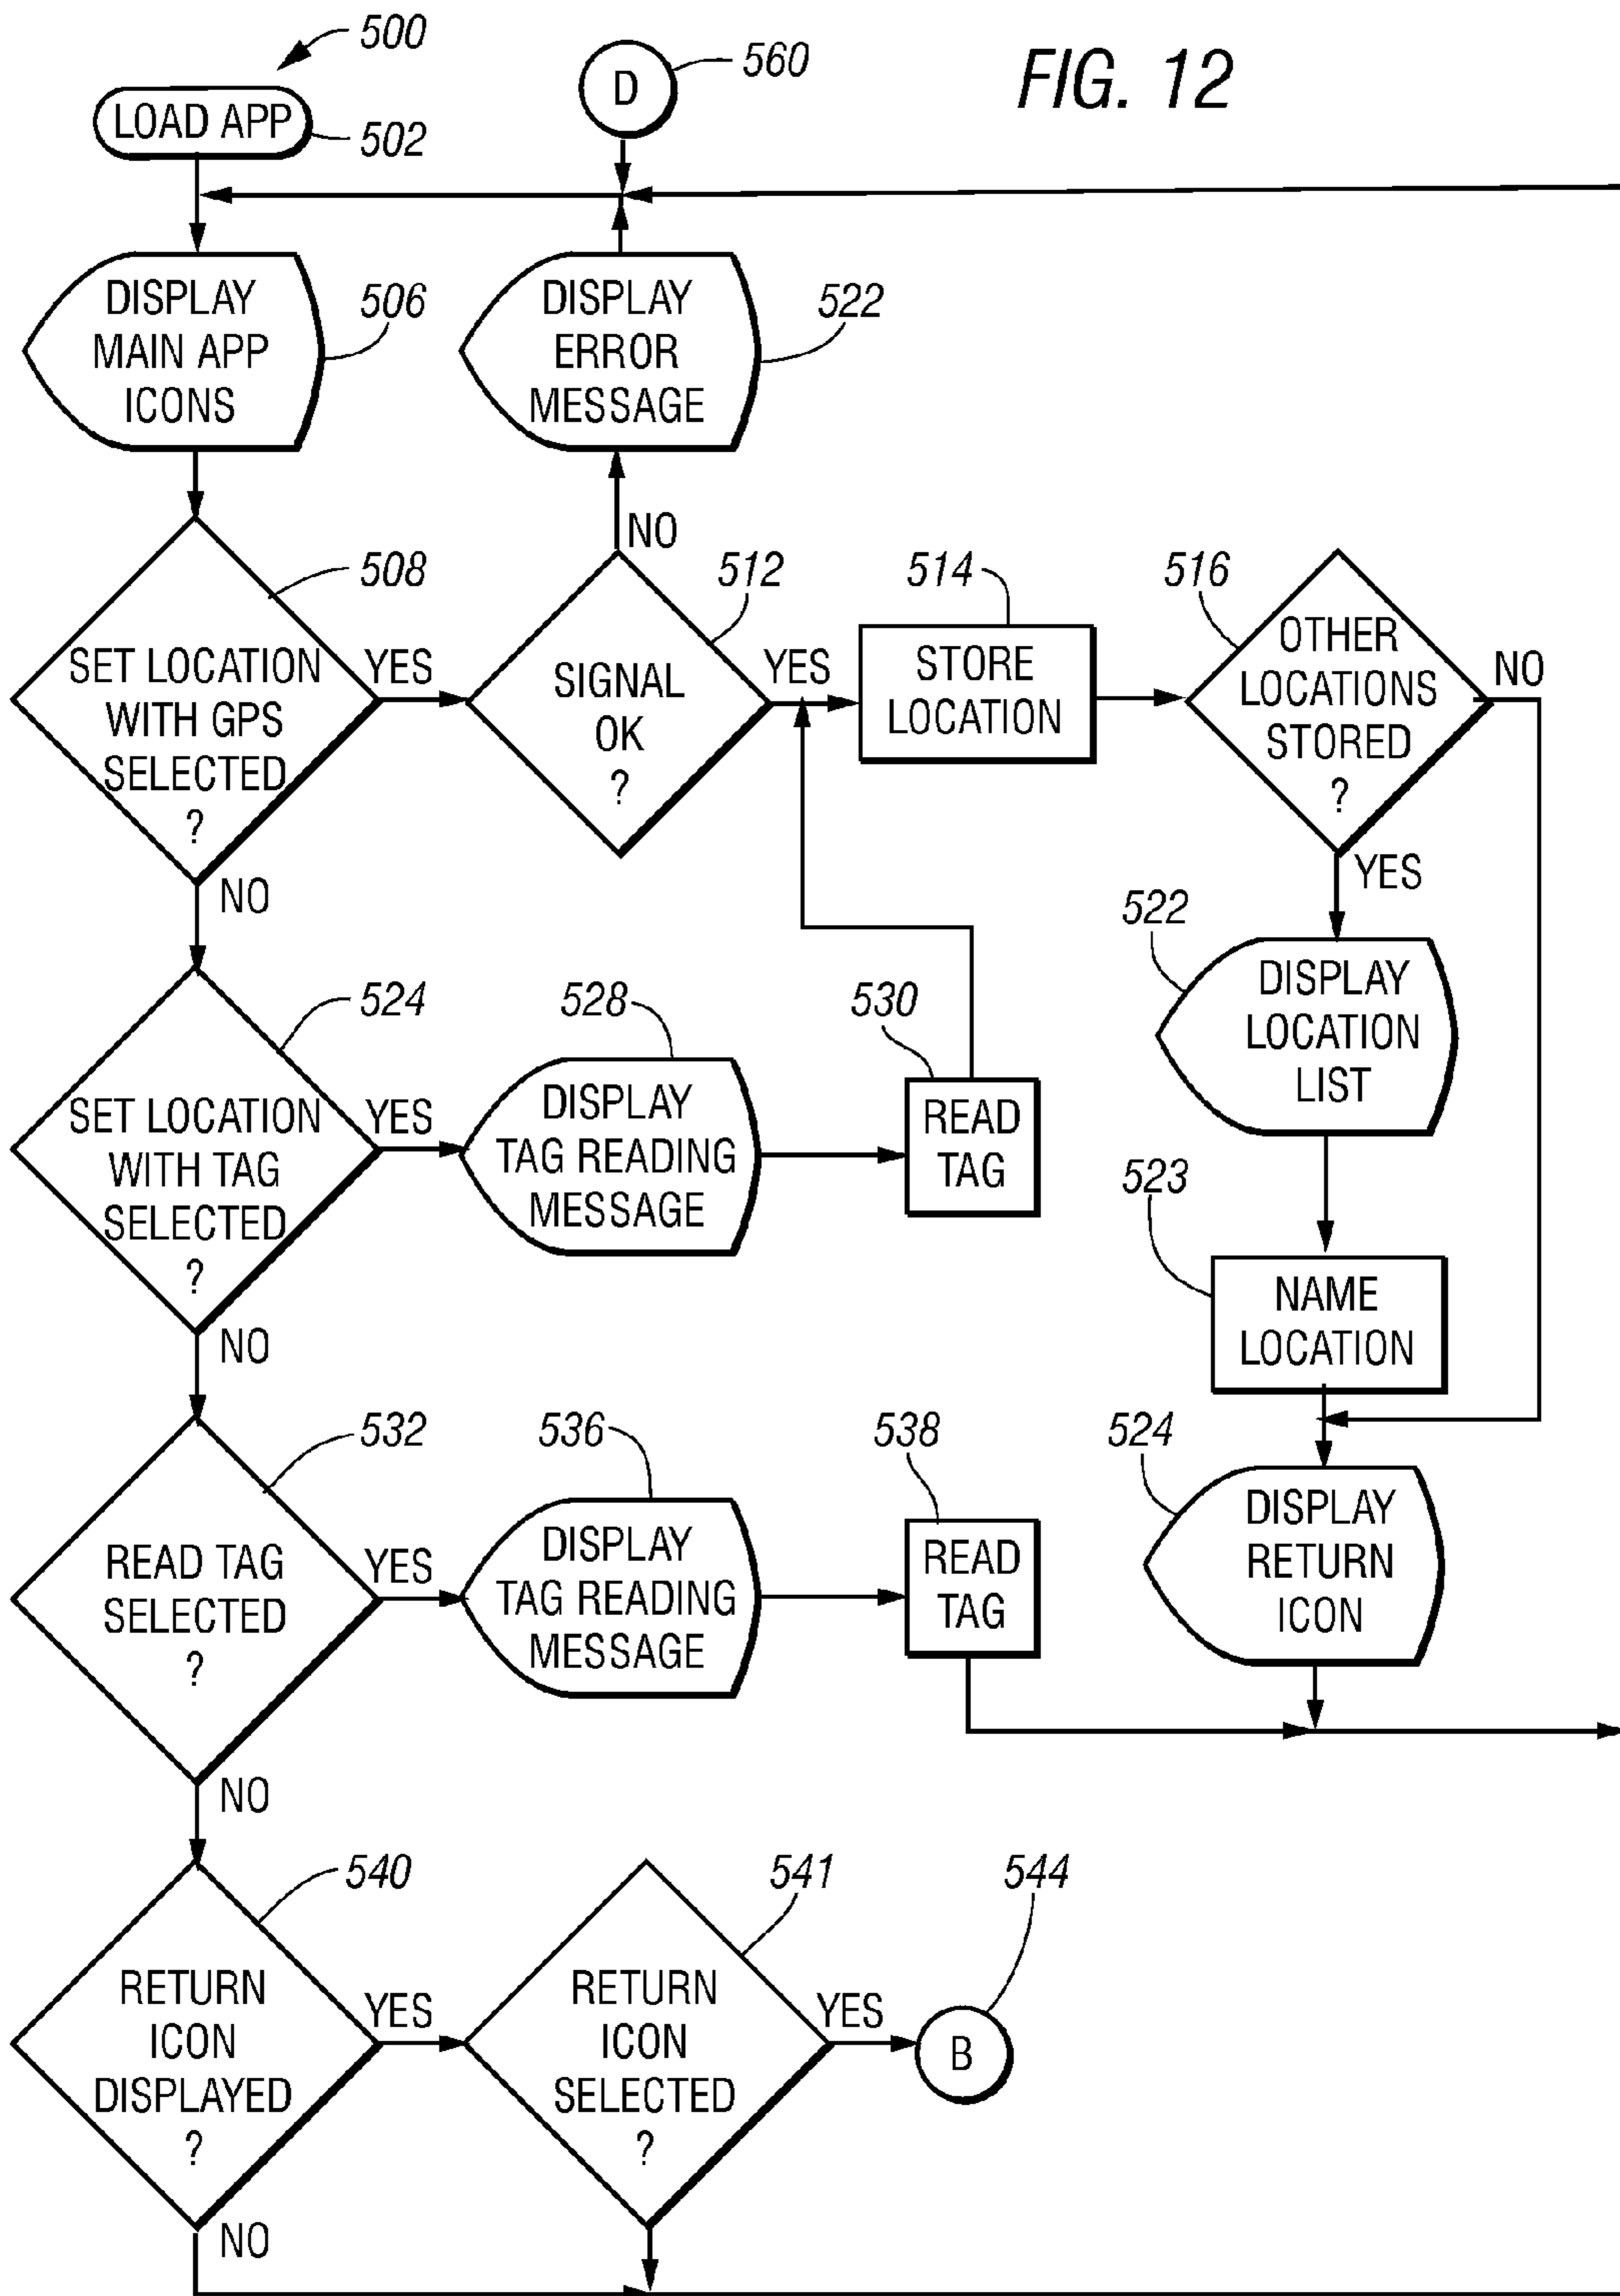 500
560
FIG. 12
D
LOAD APP
502
DISPLAY
MAIN APP
ICONS
506
DISPLAY
ERROR
MESSAGE
522
NO
508
SET LOCATION
WITH GPS
SELECTED
?
YES
NO
512
SIGNAL
OK
?
YES
514
STORE
LOCATION
516
OTHER
LOCATIONS
STORED
?
NO
YES
522
DISPLAY
LOCATION
LIST
523
NAME
LOCATION
524
SET LOCATION
WITH TAG
SELECTED
?
YES
NO
528
DISPLAY
TAG READING
MESSAGE
530
READ
TAG
524
DISPLAY
RETURN
ICON
532
READ TAG
SELECTED
?
YES
NO
536
DISPLAY
TAG READING
MESSAGE
538
READ
TAG
540
RETURN
ICON
DISPLAYED
?
YES
NO
541
RETURN
ICON
SELECTED
?
YES
544
B